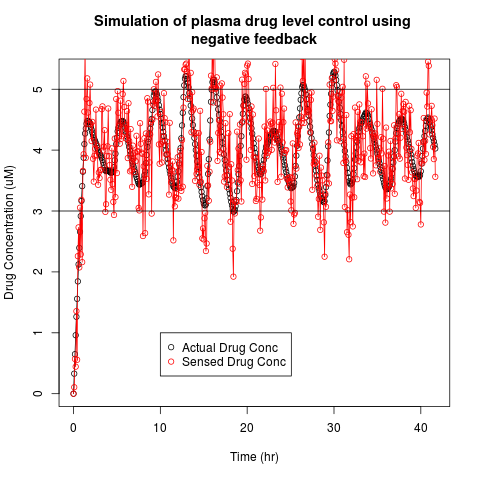 Simulation of plasma drug level control using
negative feedback
Drug Concentration (uM)
5
4
3
2
1
0
Actual Drug Conc
Sensed Drug Conc
0 10 20 30 40
Time (hr)